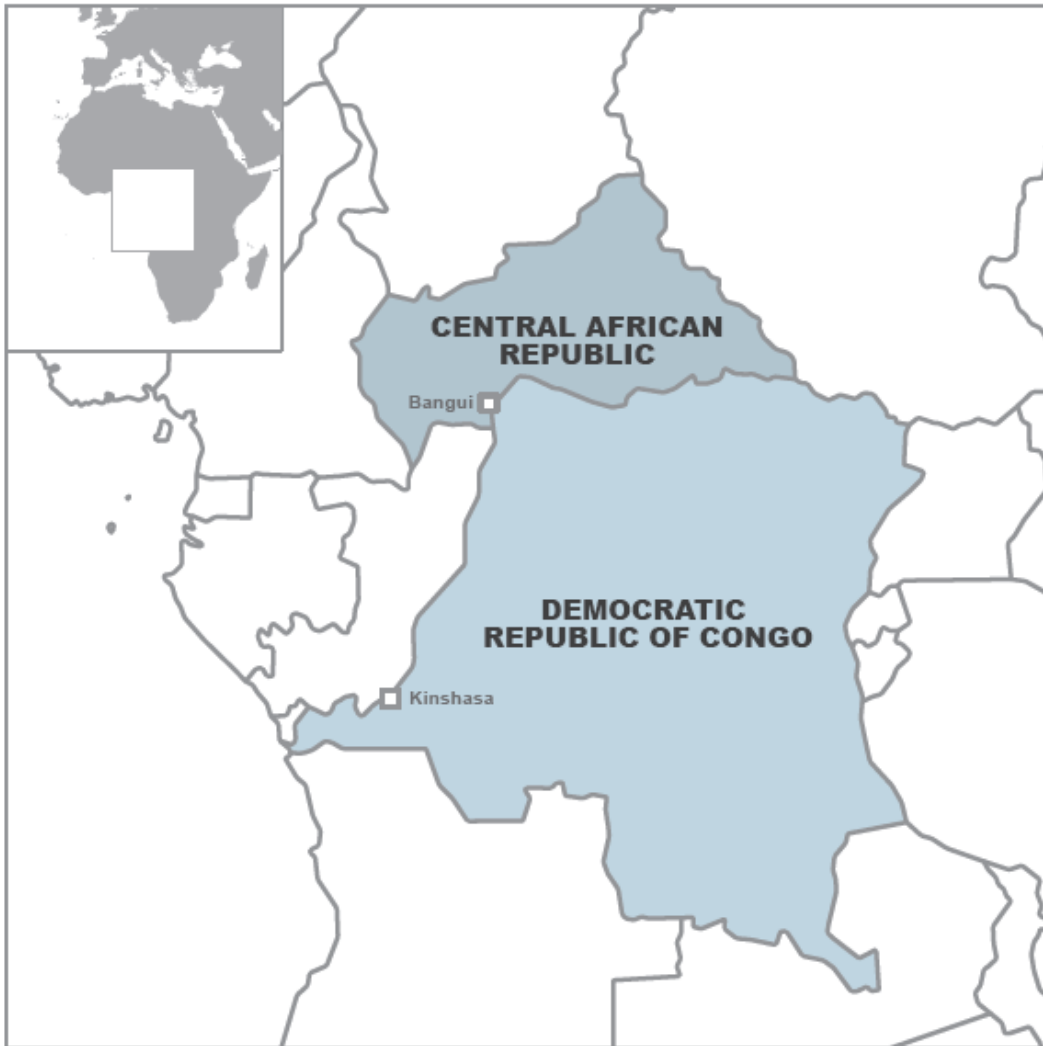 CENTRAL AFRICAN
REPUBLIC
Bangui
DEMOCRATIC
REPUBLIC OF CONGO
Kinshasa